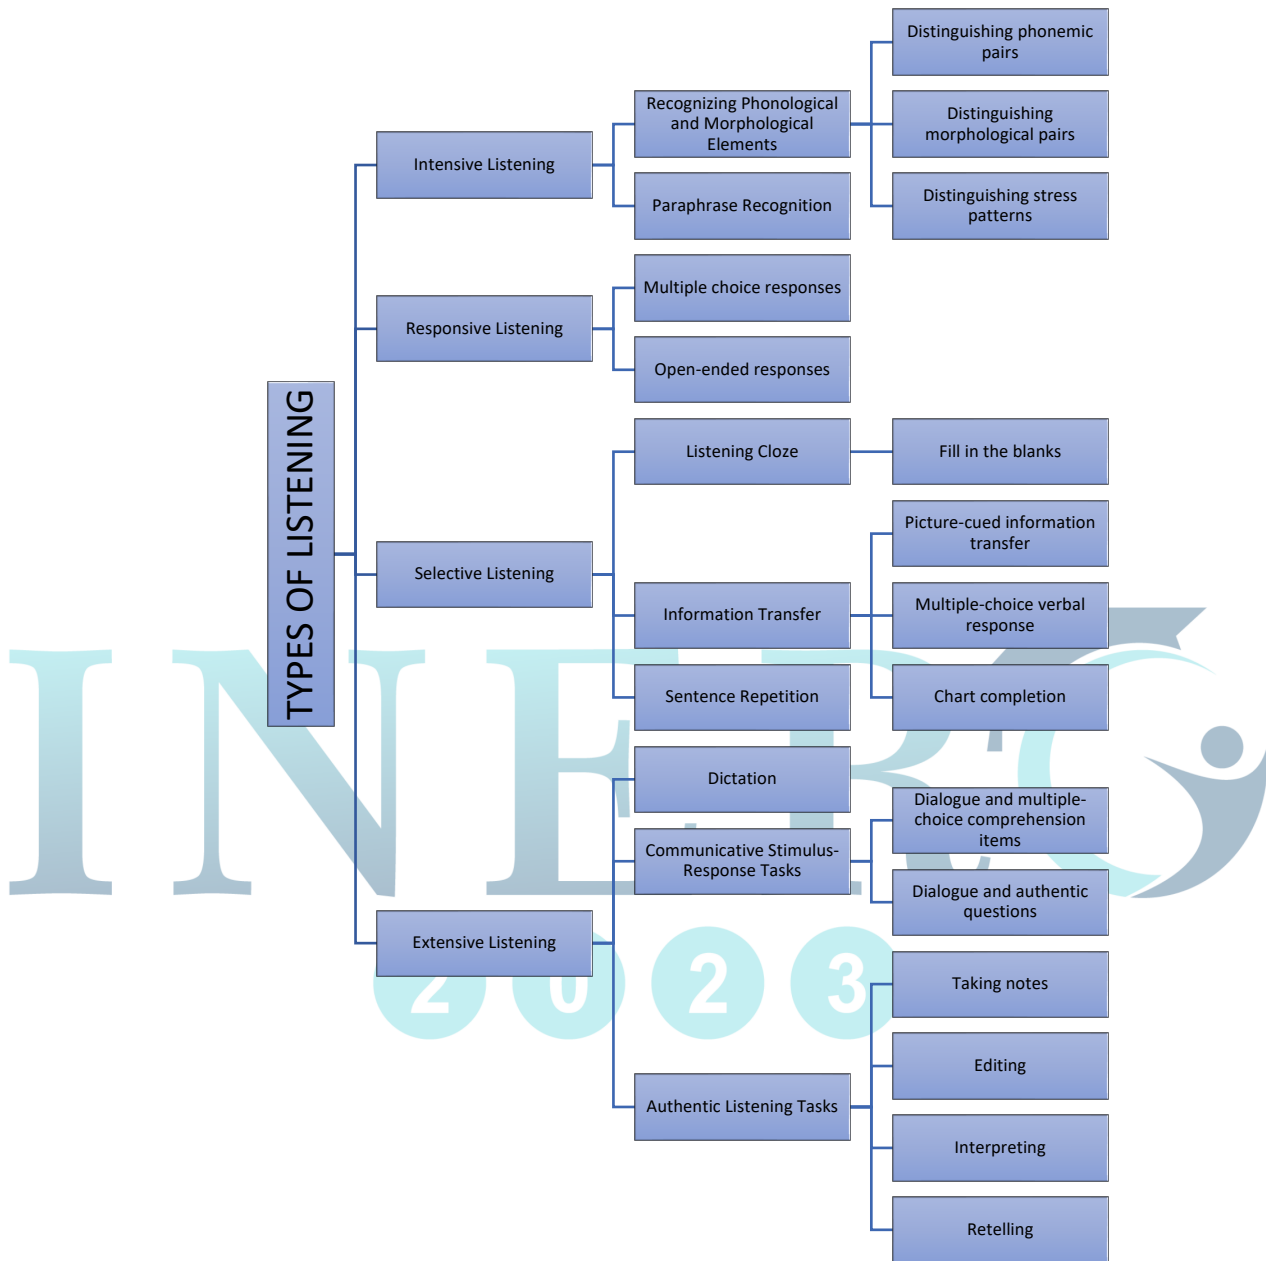 TYPES OF LISTENING
Intensive Listening
Recognizing Phonological
and Morphological
Elements
Distinguishing phonemic
pairs
Distinguishing
morphological pairs
Distinguishing stress
patterns
Paraphrase Recognition
Responsive Listening
Multiple choice responses
Open-ended responses
Selective Listening
Listening Cloze
Fill in the blanks
Information Transfer
Picture-cued information
transfer
Multiple-choice verbal
response
Chart completion
Sentence Repetition
Extensive Listening
Dictation
Communicative Stimulus-
Response Tasks
Dialogue and multiple-
choice comprehension
items
Dialogue and authentic
questions
Authentic Listening Tasks
Taking notes
Editing
Interpreting
Retelling
INERC
2023